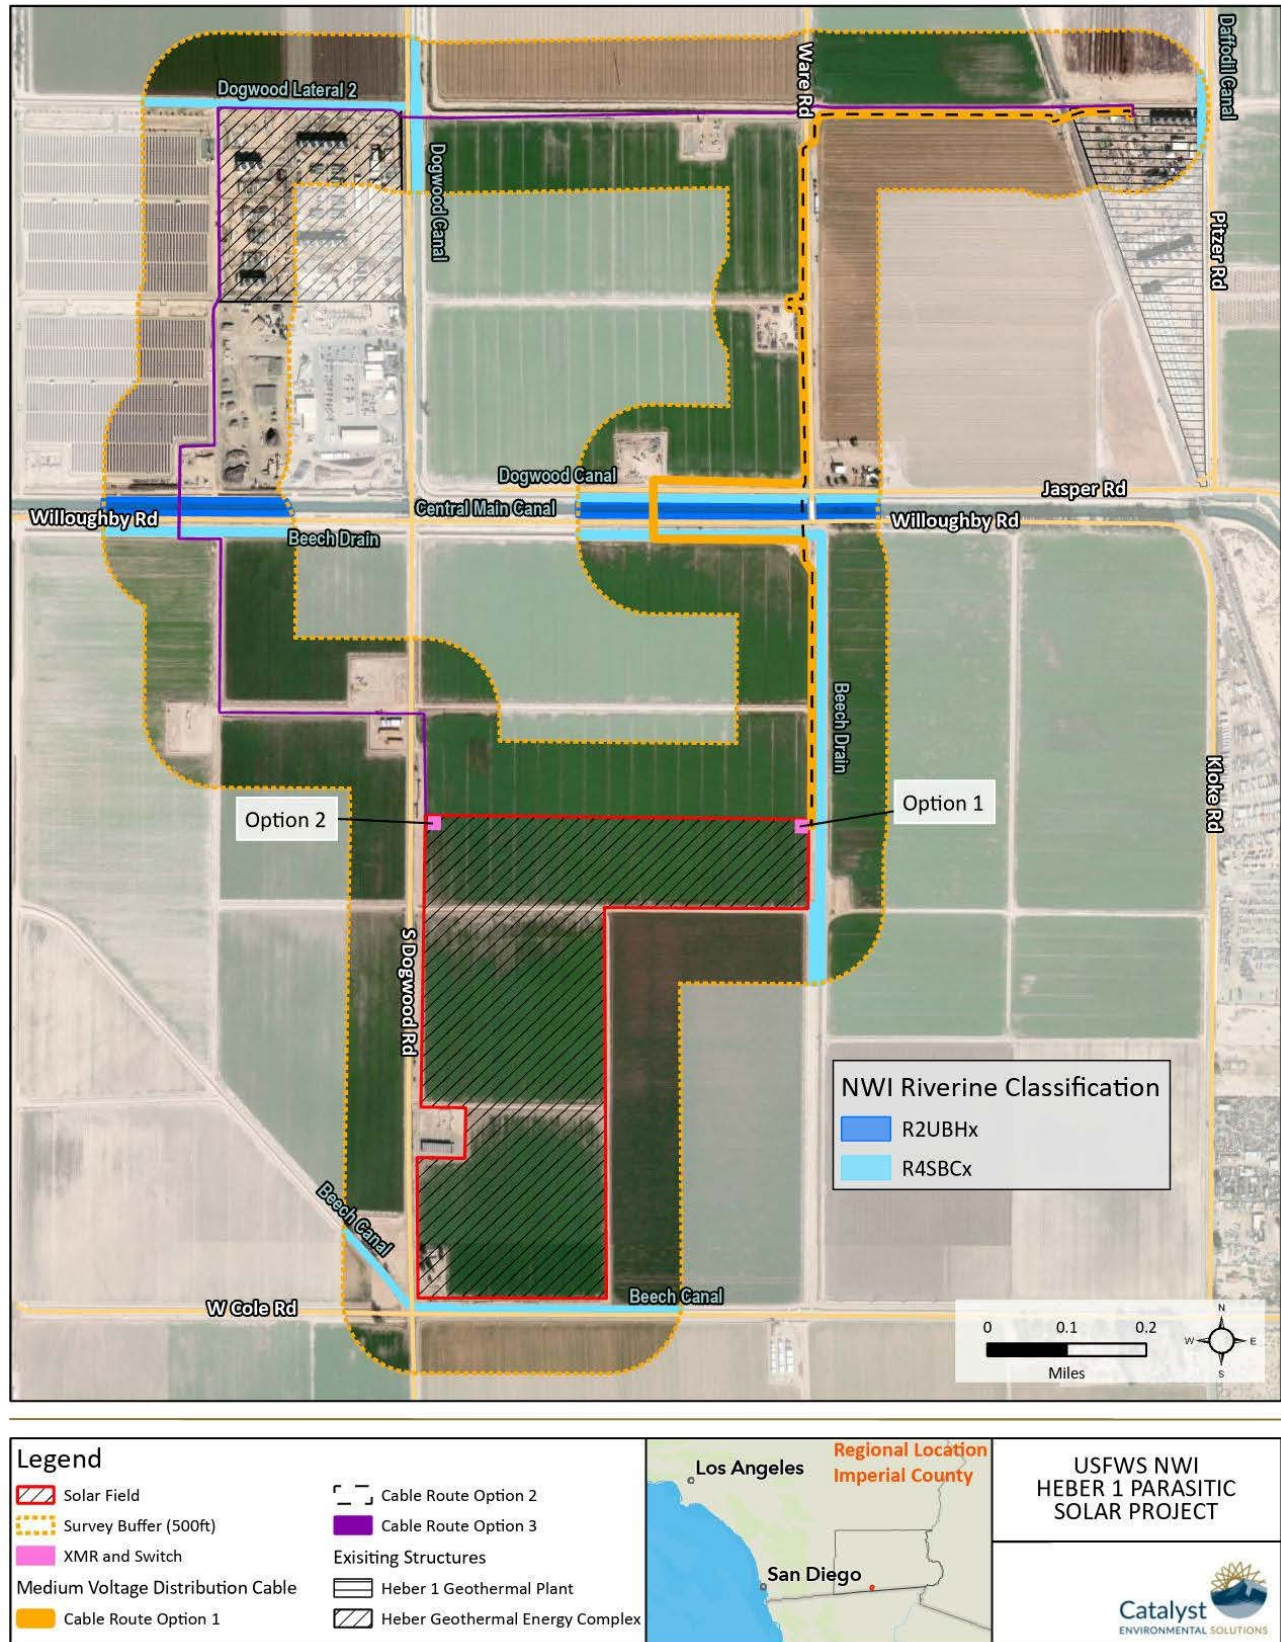 Dogwood Lateral 2
Ware Rd
Daffodil Canal
Dogwood Canal
Pitzer Rd
Dogwood Canal
Central Main Canal
Jasper Rd
Willoughby Rd
Willoughby Rd
Beech Drain
Beech Drain
Kloke Rd
Option 2
Option 1
S Dogwood Rd
NWI Riverine Classification
R2UBHx
R4SBCx
Beech Canal
W Cole Rd
Beech Canal
0 0.1 0.2
Miles
N
W E
S
Legend
Solar Field
Survey Buffer (500ft)
XMR and Switch
Medium Voltage Distribution Cable
Cable Route Option 1
Cable Route Option 2
Cable Route Option 3
Exisiting Structures
Heber 1 Geothermal Plant
Heber Geothermal Energy Complex
Regional Location
Imperial County
Los Angeles
San Diego
USFWS NWI
HEBER 1 PARASITIC
SOLAR PROJECT
Catalyst
ENVIRONMENTAL SOLUTIONS